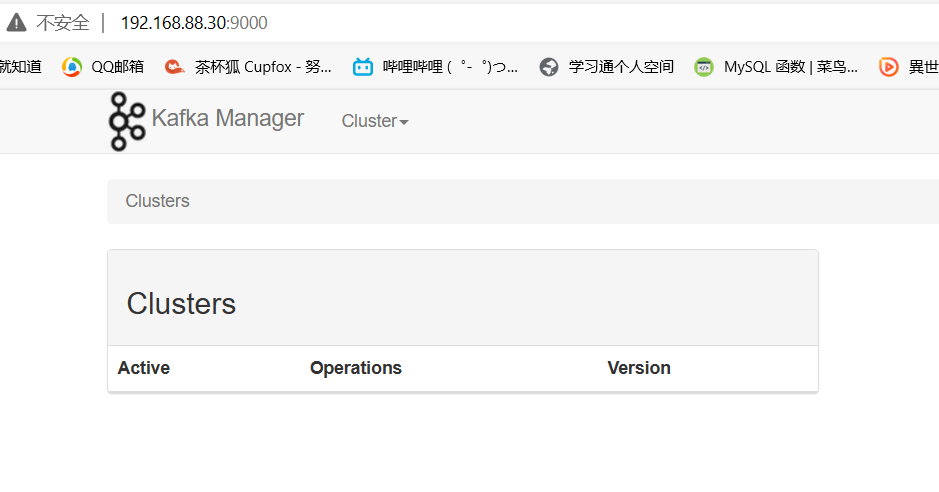 不安全 192.168.88.30:9000
就知道 QQ邮箱 茶杯狐 Cupfox - 努... 哔哩哔哩 ( ゜- ゜)つ... 学习通个人空间 MySQL 函数 | 菜鸟... 異世
Kafka Manager Cluster
Clusters
Clusters
Active Operations Version